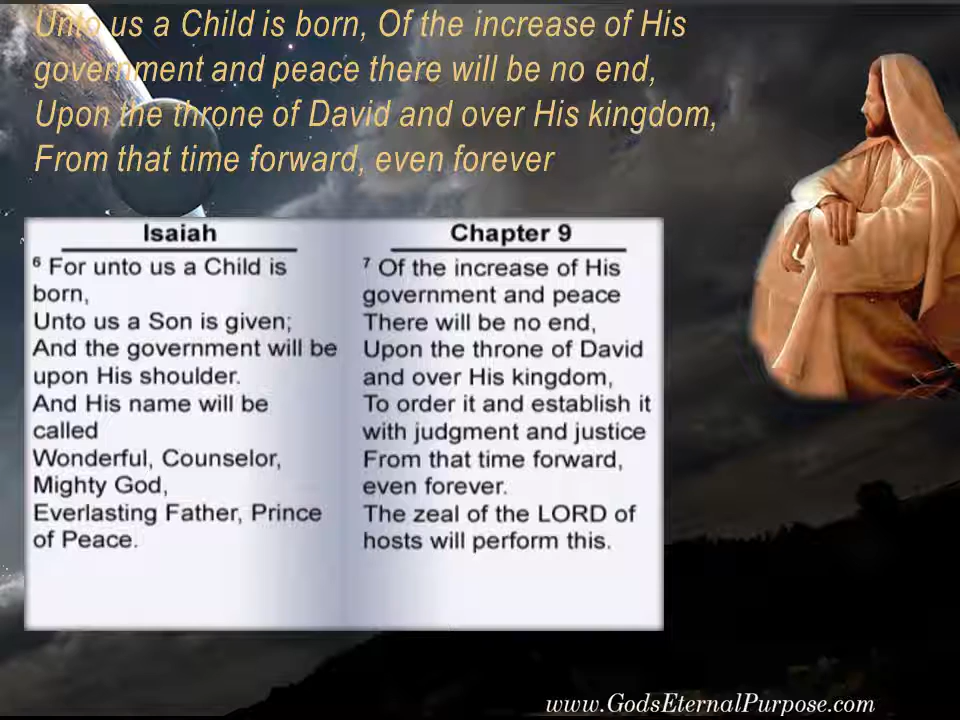 Unto us a Child is born, Of the increase of His
government and peace there will be no end,
Upon the throne of David and over His kingdom,
From that time forward, even forever
Isaiah
⁶ For unto us a Child is
born,
Unto us a Son is given;
And the government will be
upon His shoulder.
And His name will be
called
Wonderful, Counselor,
Mighty God,
Everlasting Father, Prince
of Peace.
Chapter 9
⁷ Of the increase of His
government and peace
There will be no end,
Upon the throne of David
and over His kingdom,
To order it and establish it
with judgment and justice
From that time forward,
even forever.
The zeal of the LORD of
hosts will perform this.
www.GodsEternalPurpose.com